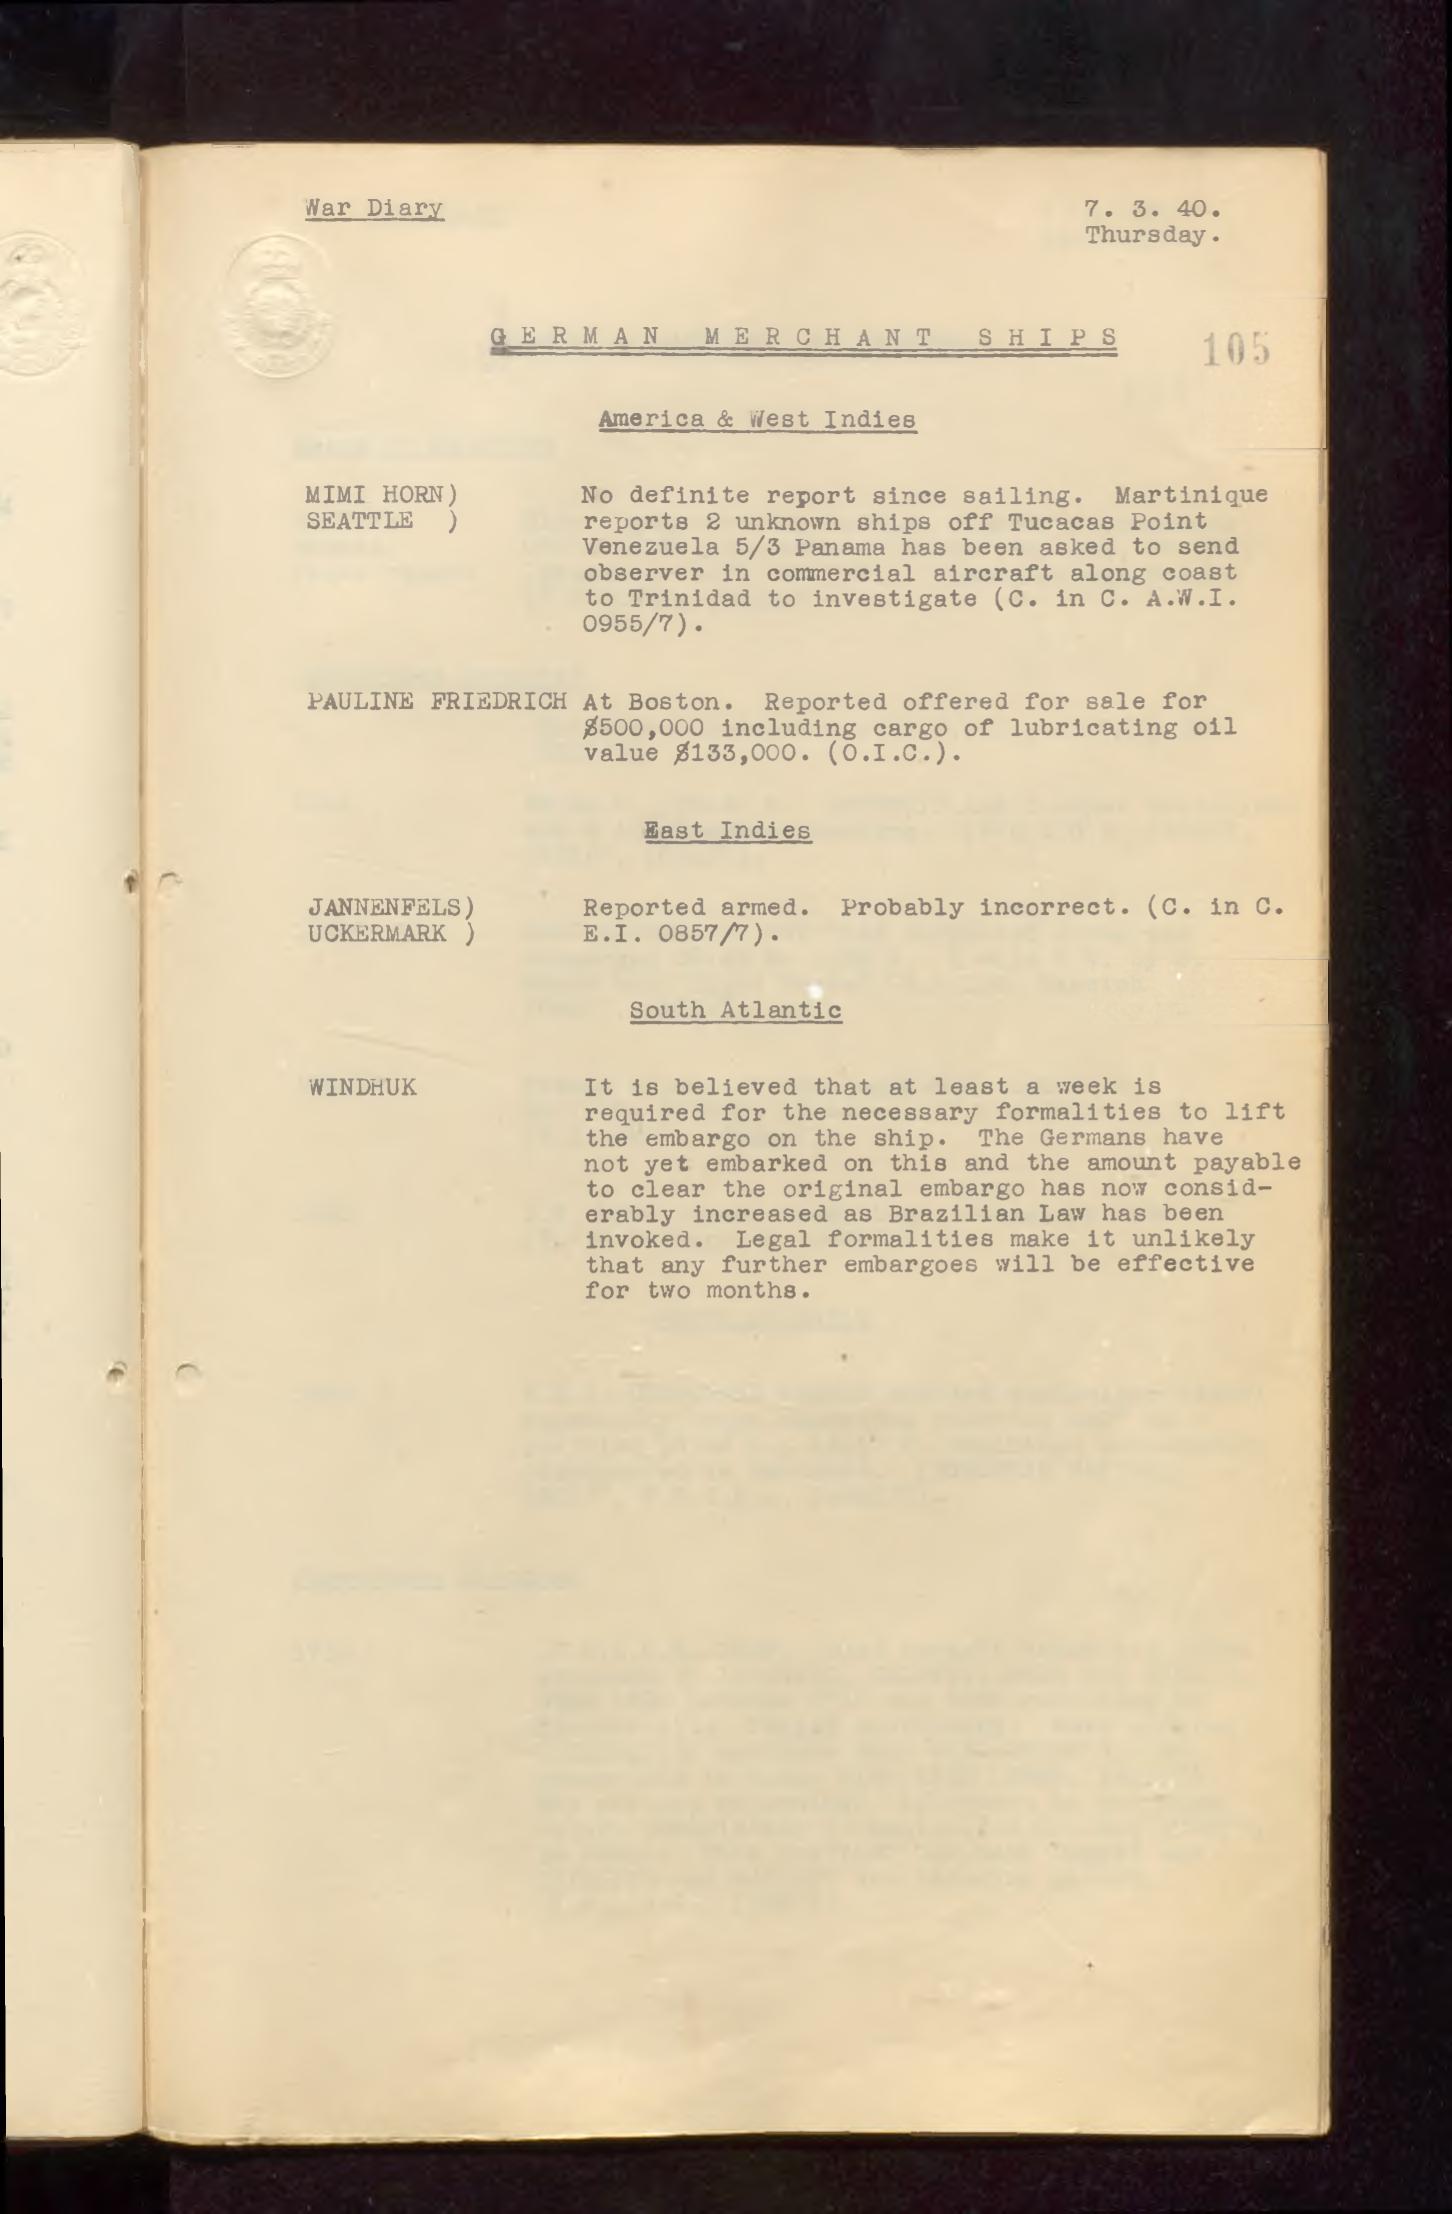 War Diary
7. 3. 40.
Thursday.
GERMAN MERCHANT SHIPS
105
America & West Indies
MIMI HORN) No definite report since sailing. Martinique
SEATTLE ) reports 2 unknown ships off Tucacas Point
Venezuela 5/3 Panama has been asked to send
observer in commercial aircraft along coast
to Trinidad to investigate (C. in C. A.W.I.
0955/7).
PAULINE FRIEDRICH At Boston. Reported offered for sale for
$500,000 including cargo of lubricating oil
value $133,000. (O.I.C.).
East Indies
JANNENFELS) Reported armed. Probably incorrect. (C. in C.
UCKERMARK ) E.I. 0857/7).
South Atlantic
WINDHUK It is believed that at least a week is
required for the necessary formalities to lift
the embargo on the ship. The Germans have
not yet embarked on this and the amount payable
to clear the original embargo has now consid-
erably increased as Brazilian Law has been
invoked. Legal formalities make it unlikely
that any further embargoes will be effective
for two months.